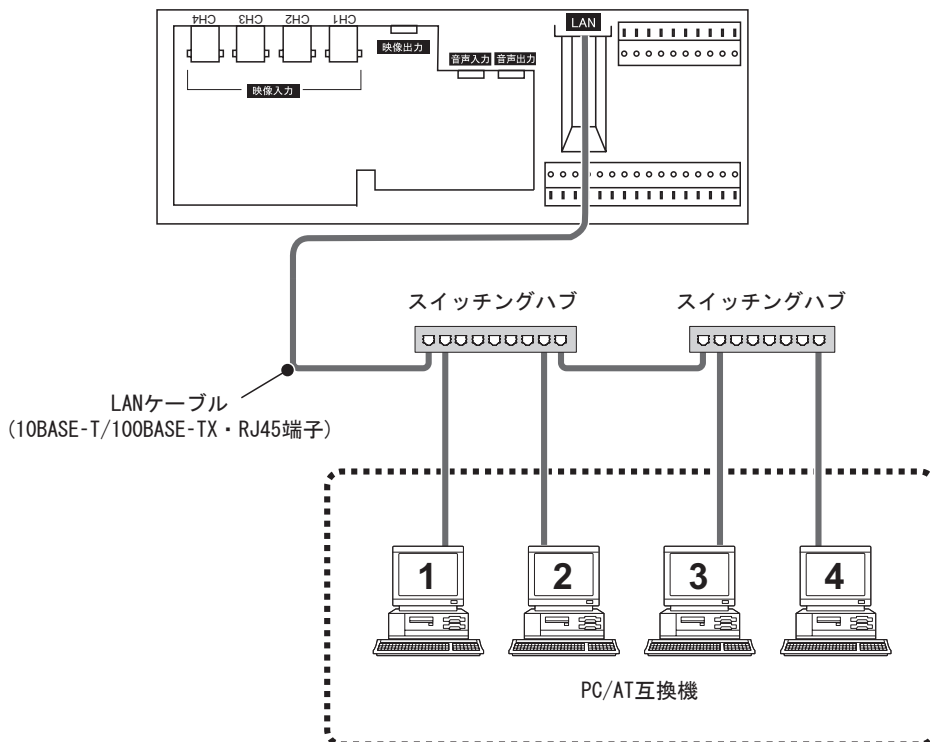 CH4 CH3 CH2 CH1
映像出力
LAN
音声入力 音声出力
映像入力
スイッチングハブ スイッチングハブ
LANケーブル
(10BASE-T/100BASE-TX・RJ45端子)
1 2 3 4
PC/AT互換機